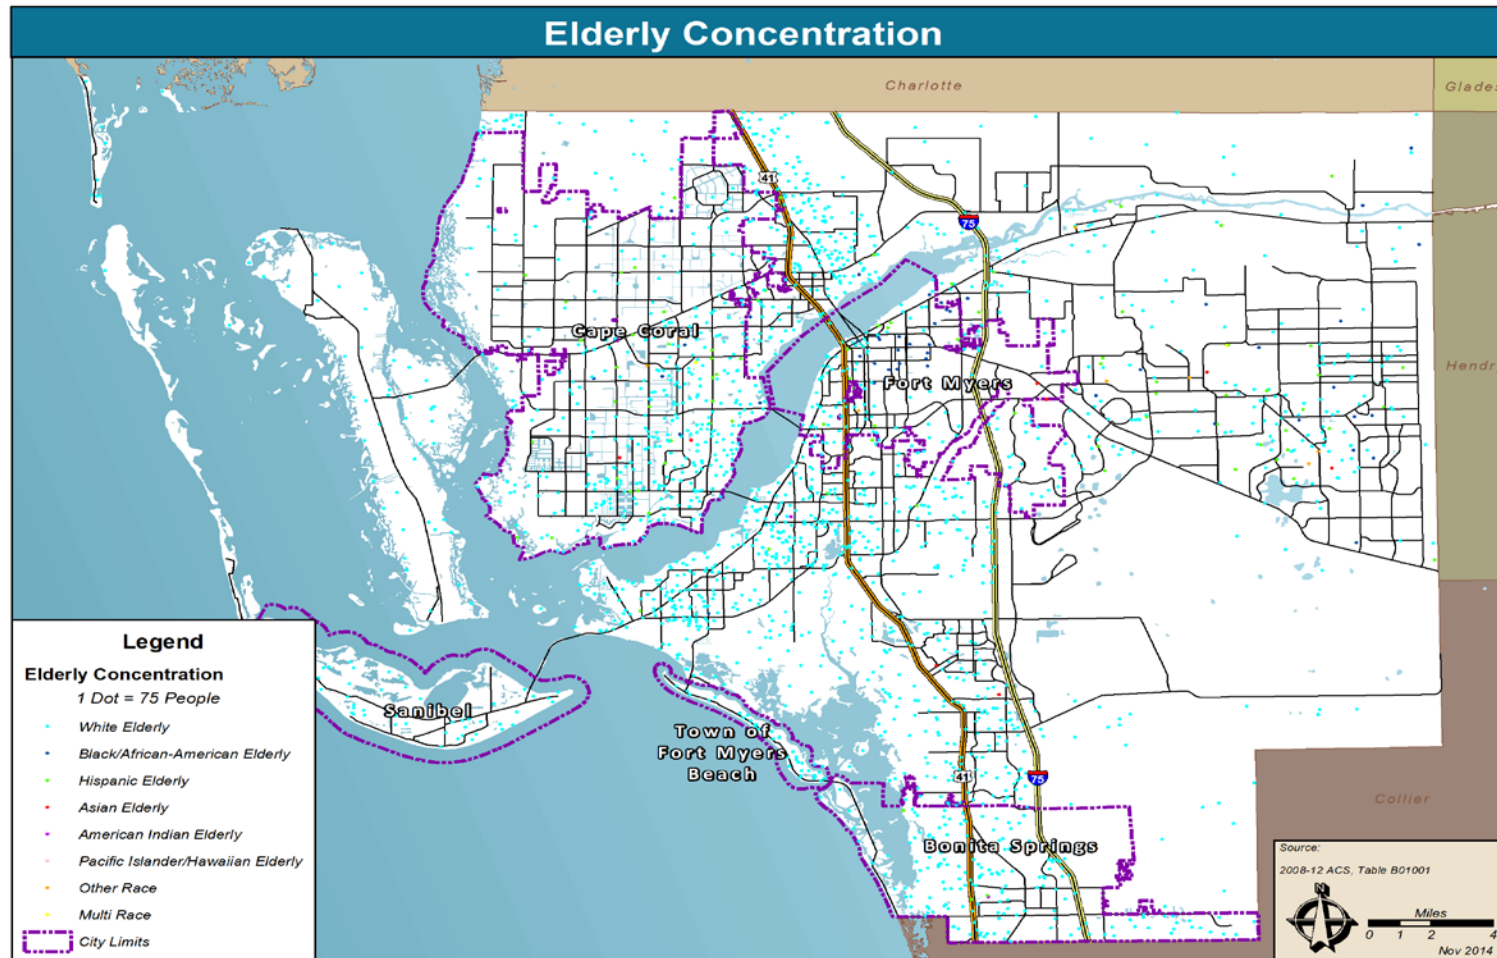 Elderly Concentration
Charlotte
Glades
41
75
Cape Coral
Hendr
Fort Myers
Legend
Elderly Concentration
1 Dot = 75 People
White Elderly
Black/African-American Elderly
Hispanic Elderly
Asian Elderly
American Indian Elderly
Pacific Islander/Hawaiian Elderly
Other Race
Multi Race
City Limits
Sanibel
Town of
Fort Myers
Beach
41
75
Collier
Bonita Springs
Source:
2008-12 ACS, Table B01001
N
Miles
0 1 2 4
Nov 2014